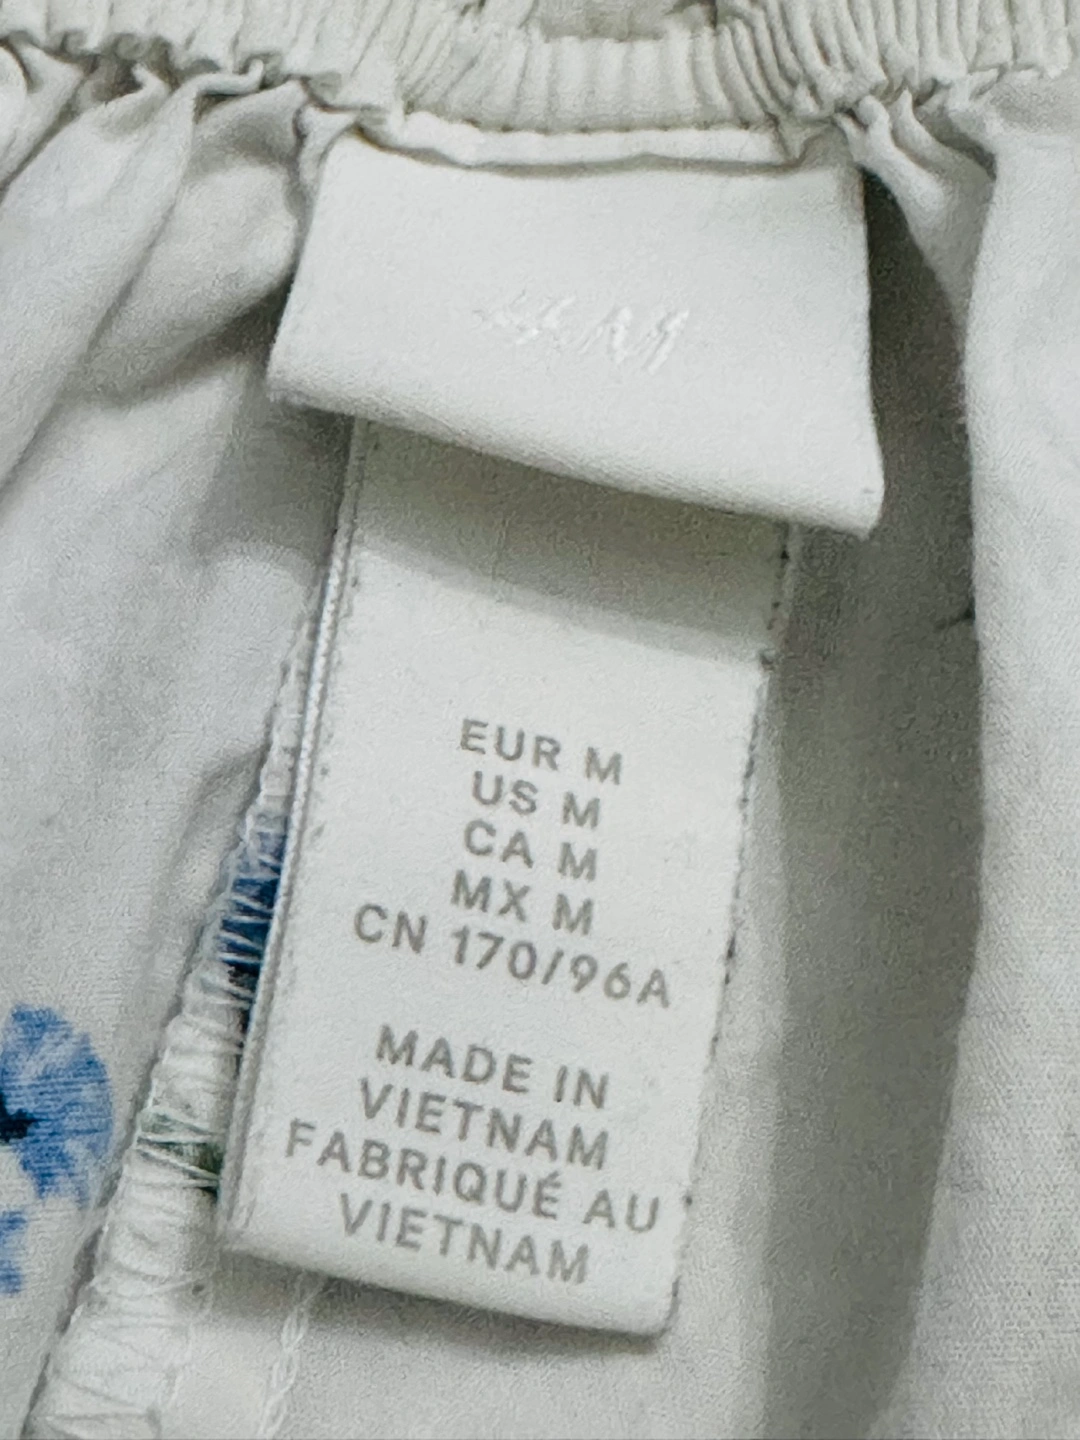 H&M
EUR M
US M
CA M
MX M
CN 170/96A
MADE IN
VIETNAM
FABRIQUÉ AU
VIETNAM